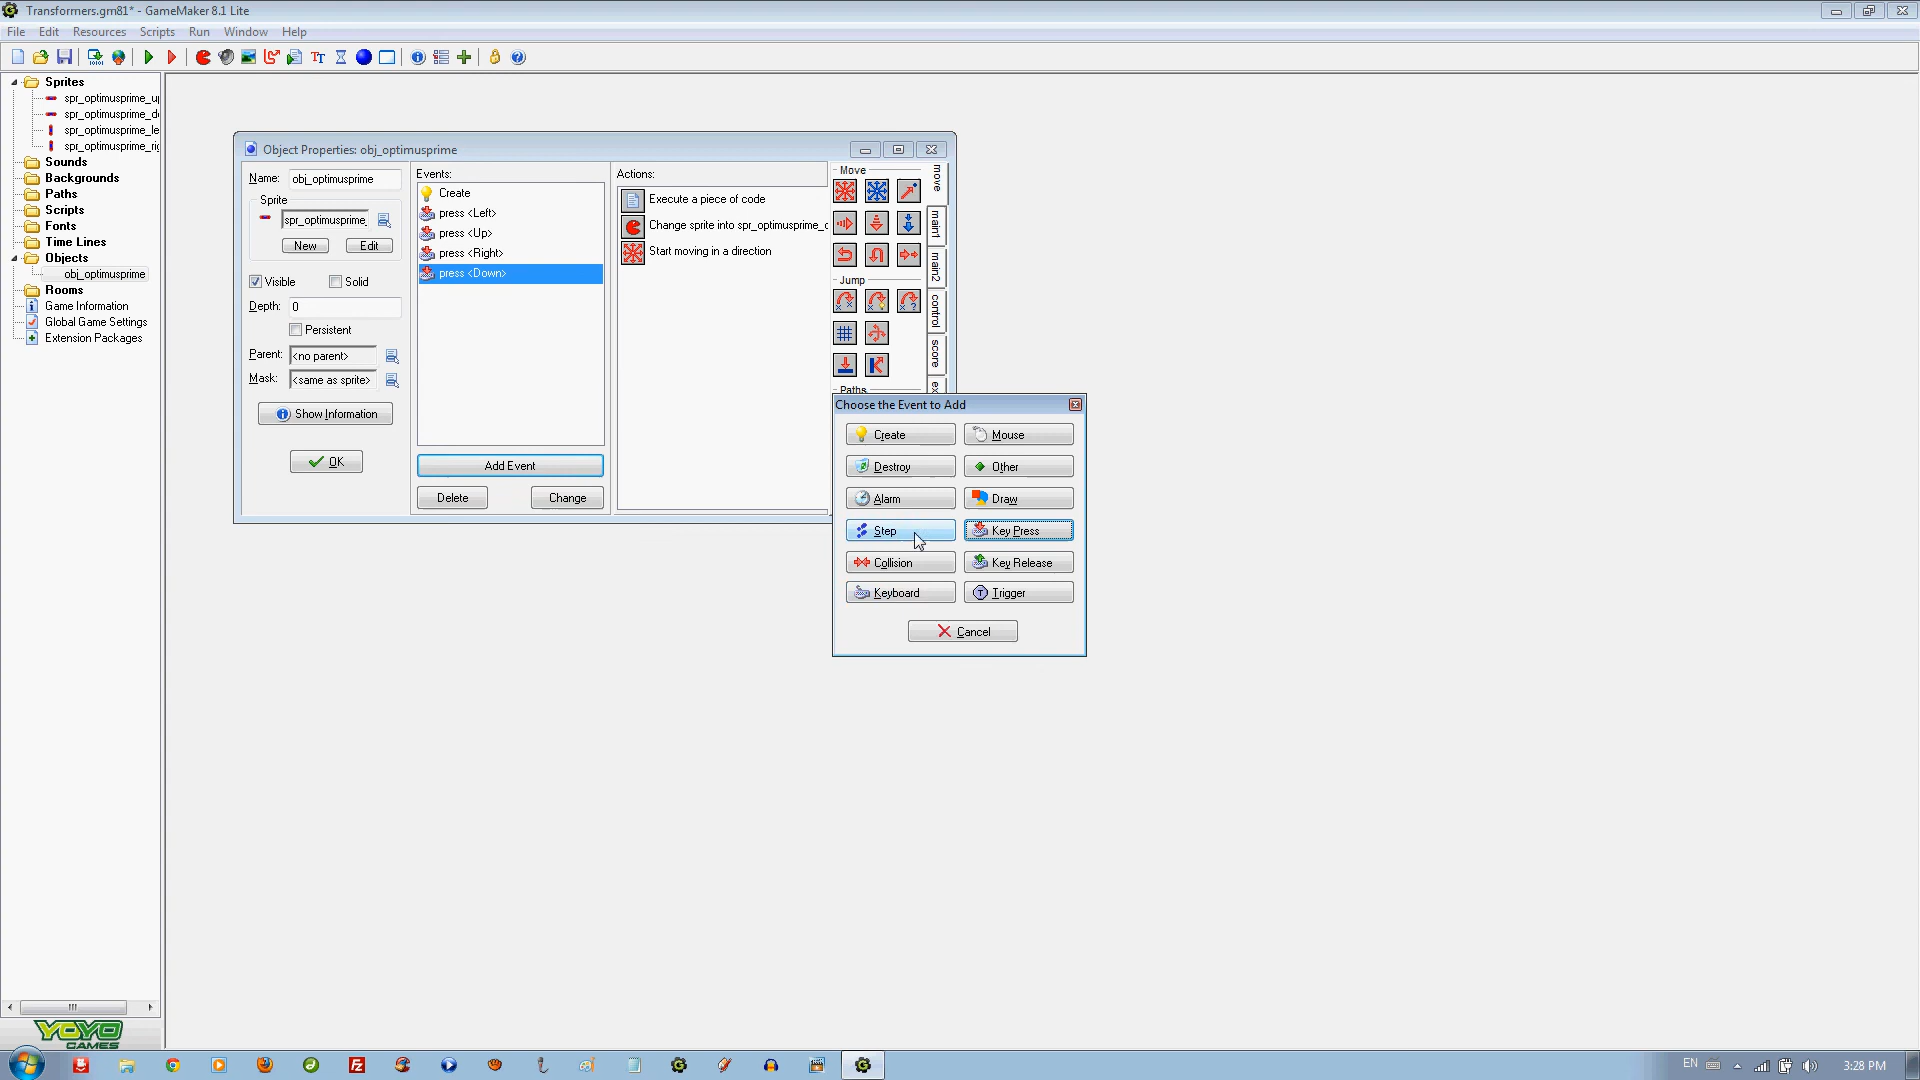 Transformers.gm81* - GameMaker 8.1 Lite
File Edit Resources Scripts Run Window Help
Sprites
spr_optimusprime_u
spr_optimusprime_d
spr_optimusprime_le
spr_optimusprime_rig
Sounds
Backgrounds
Paths
Scripts
Fonts
Time Lines
Objects
obj_optimusprime
Rooms
Game Information
Global Game Settings
Extension Packages
YOYO
GAMES
Object Properties: obj_optimusprime
Name: obj_optimusprime
Sprite
spr_optimusprime_
New Edit
Visible Solid
Depth: 0
Persistent
Parent: <no parent>
Mask: <same as sprite>
Show Information
OK
Events:
Create
press <Left>
press <Up>
press <Right>
press <Down>
Add Event
Delete Change
Actions:
Execute a piece of code
Change sprite into spr_optimusprime_
Start moving in a direction
Move
Jump
Paths
move
main1
main2
control
score
ex
Choose the Event to Add
Create Mouse
Destroy Other
Alarm Draw
Step Key Press
Collision Key Release
Keyboard Trigger
Cancel
EN
3:28 PM